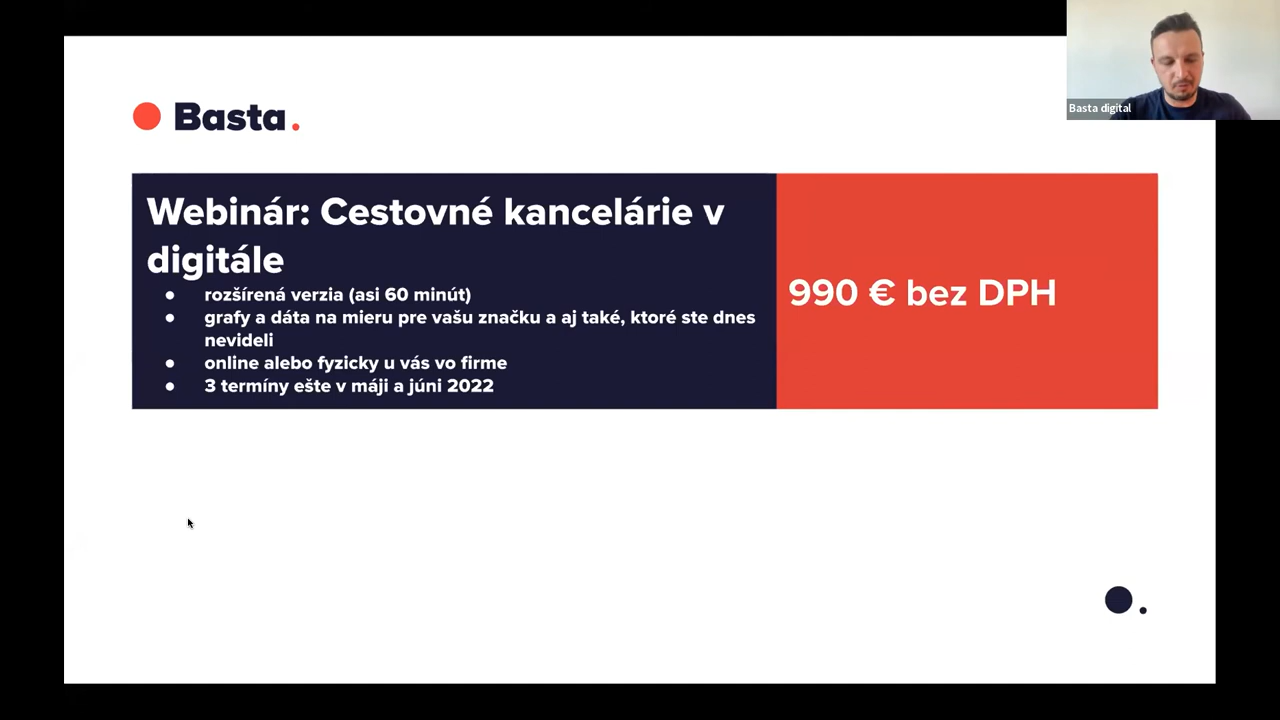 Basta digital
Basta.
Webinár: Cestovné kancelárie v
digitále
● rozšírená verzia (asi 60 minút)
● grafy a dáta na mieru pre vašu značku a aj také, ktoré ste dnes
nevideli
● online alebo fyzicky u vás vo firme
● 3 termíny ešte v máji a júni 2022
990 € bez DPH